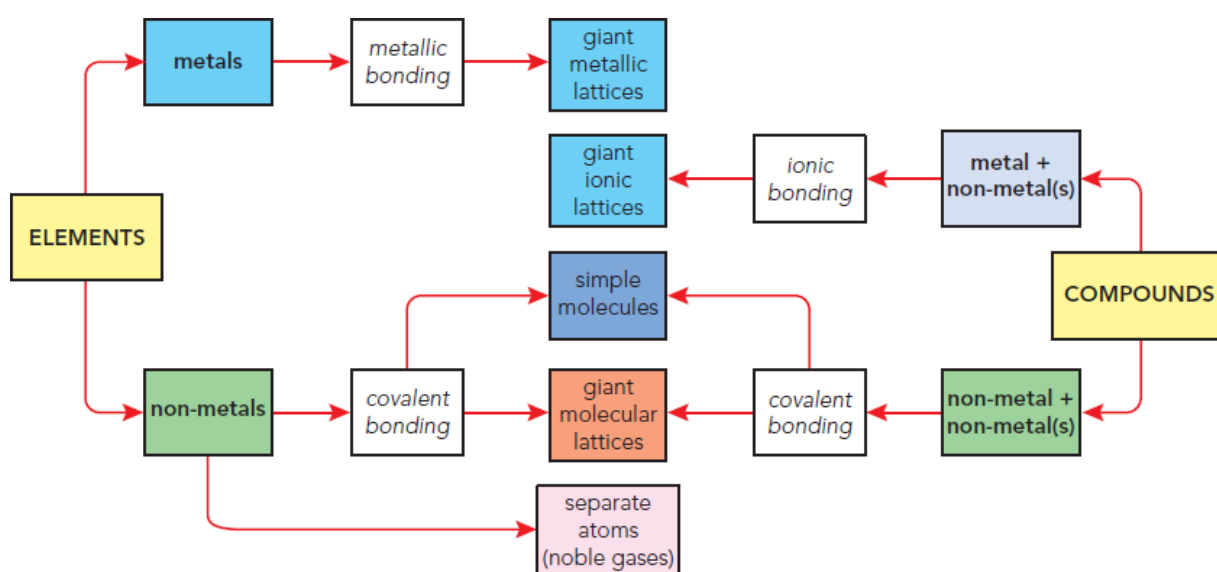 metals
metallic
bonding
giant
metallic
lattices
giant
ionic
lattices
ionic
bonding
metal +
non-metal(s)
ELEMENTS
simple
molecules
COMPOUNDS
non-metals
covalent
bonding
giant
molecular
lattices
covalent
bonding
non-metal +
non-metal(s)
separate
atoms
(noble gases)